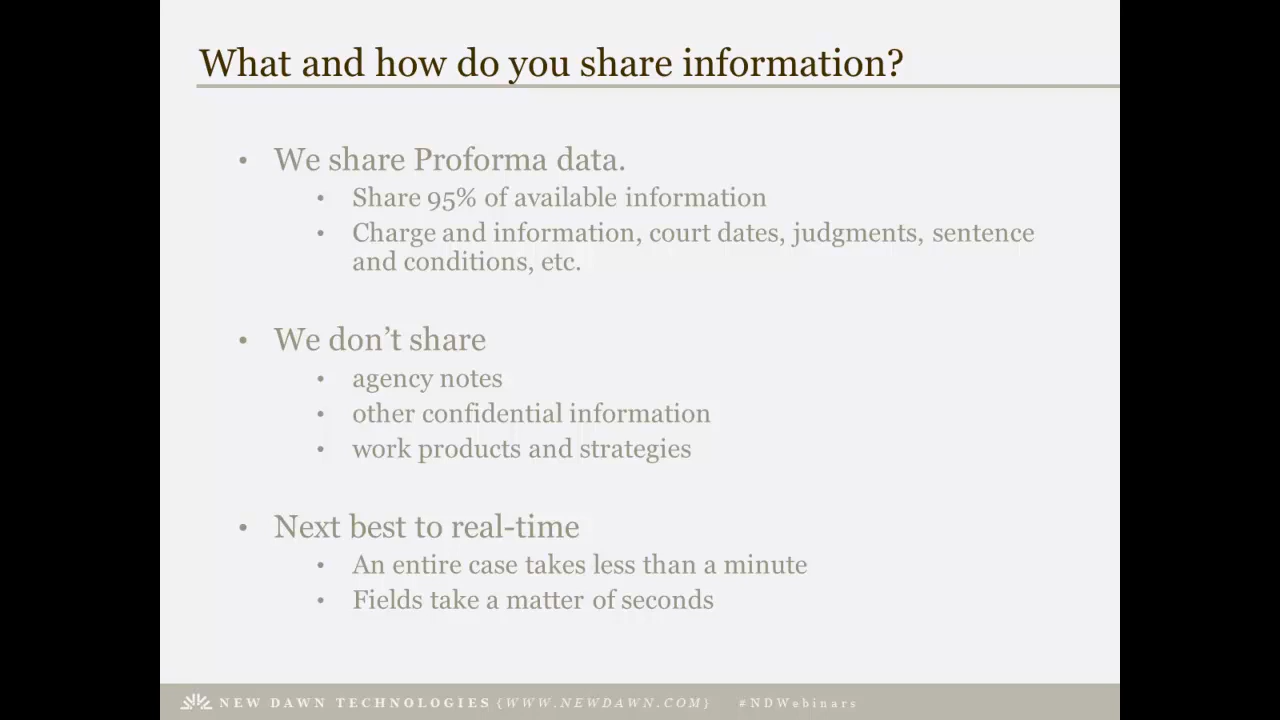 What and how do you share information?
• We share Proforma data.
• Share 95% of available information
• Charge and information, court dates, judgments, sentence
and conditions, etc.
• We don’t share
• agency notes
• other confidential information
• work products and strategies
• Next best to real-time
• An entire case takes less than a minute
• Fields take a matter of seconds
NEW DAWN TECHNOLOGIES {WWW.NEWDAWN.COM} #NDWebinars